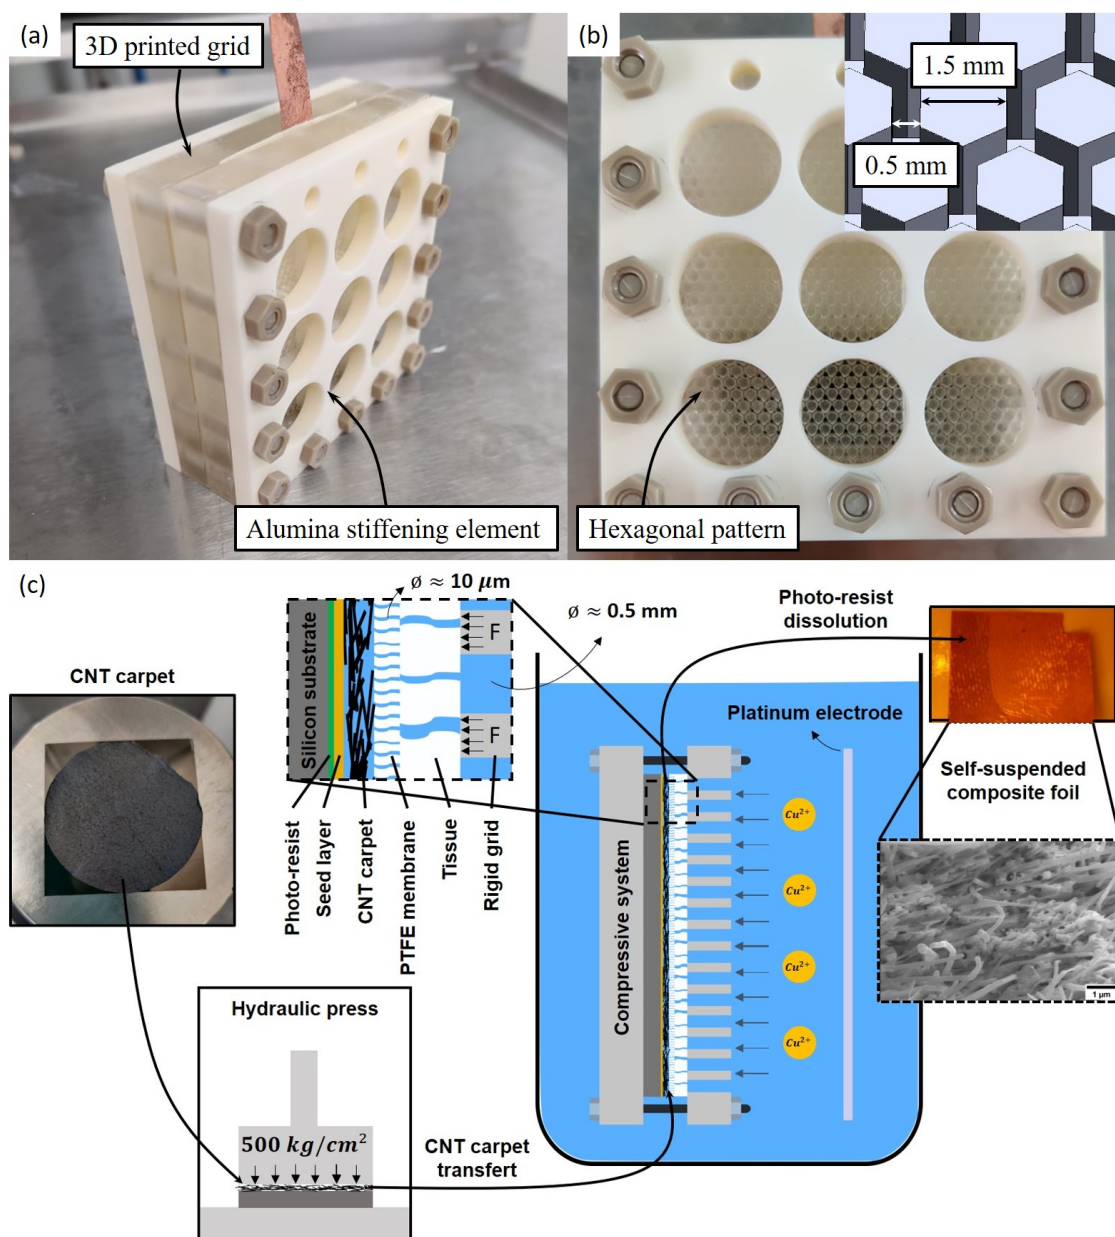 (a)
3D printed grid
Alumina stiffening element
(b)
1.5 mm
0.5 mm
Hexagonal pattern
(c)
CNT carpet
ø ≈ 10 μm
ø ≈ 0.5 mm
Silicon substrate
F
F
Photo-resist
Seed layer
CNT carpet
PTFE membrane
Tissue
Rigid grid
Hydraulic press
500 kg/cm²
CNT carpet
transfert
Compressive system
Platinum electrode
Cu²⁺
Cu²⁺
Cu²⁺
Cu²⁺
Photo-resist
dissolution
Self-suspended
composite foil
1 µm